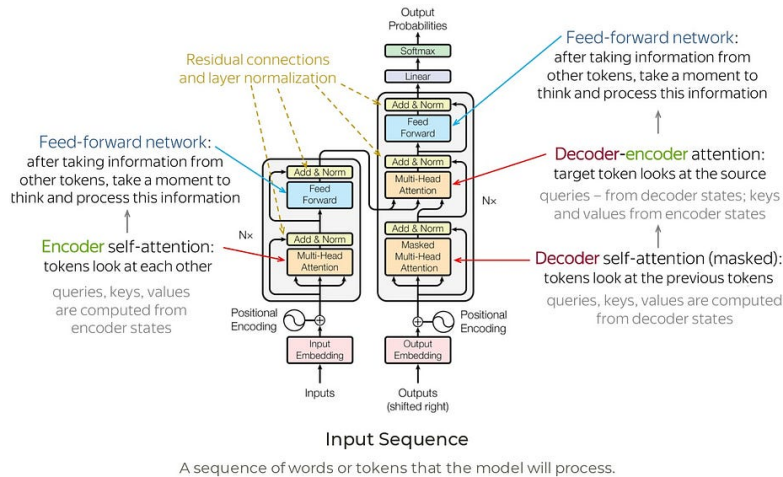 Output
Probabilities
Softmax
Linear
Add & Norm
Feed
Forward
Add & Norm
Multi-Head
Attention
Add & Norm
Masked
Multi-Head
Attention
N×
Positional
Encoding
Output
Embedding
Outputs
(shifted right)
Residual connections
and layer normalization
Feed-forward network:
after taking information from
other tokens, take a moment to
think and process this information
Encoder self-attention:
tokens look at each other
queries, keys, values
are computed from
encoder states
Add & Norm
Feed
Forward
N×
Add & Norm
Multi-Head
Attention
Positional
Encoding
Input
Embedding
Inputs
Feed-forward network:
after taking information from
other tokens, take a moment to
think and process this information
Decoder-encoder attention:
target token looks at the source
queries – from decoder states; keys
and values from encoder states
Decoder self-attention (masked):
tokens look at the previous tokens
queries, keys, values are computed
from decoder states
Input Sequence
A sequence of words or tokens that the model will process.